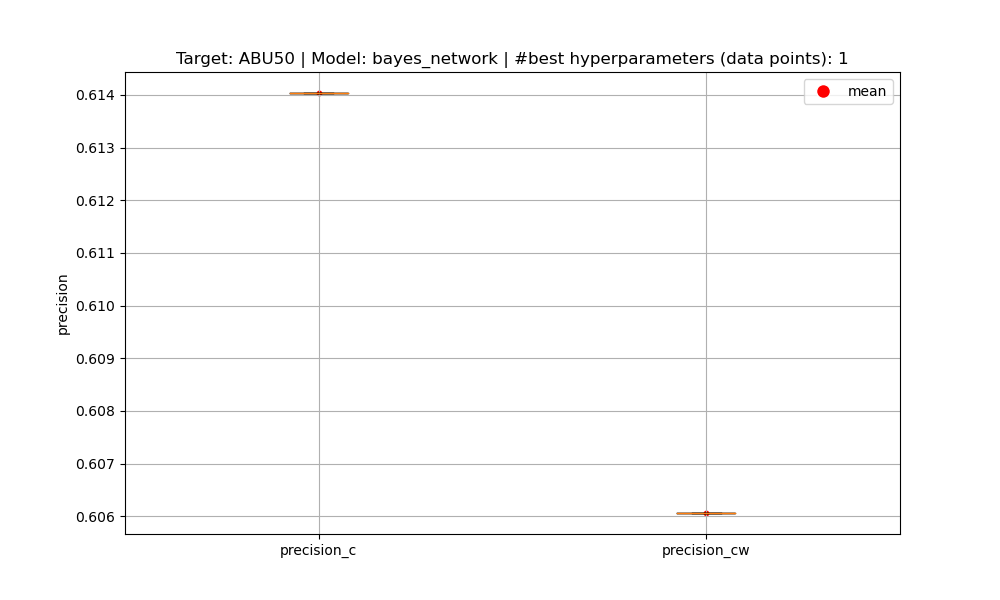 Target: ABU50 | Model: bayes_network | #best hyperparameters (data points): 1
mean
0.614
0.613
0.612
0.611
0.610
0.609
0.608
0.607
0.606
precision
precision_c
precision_cw